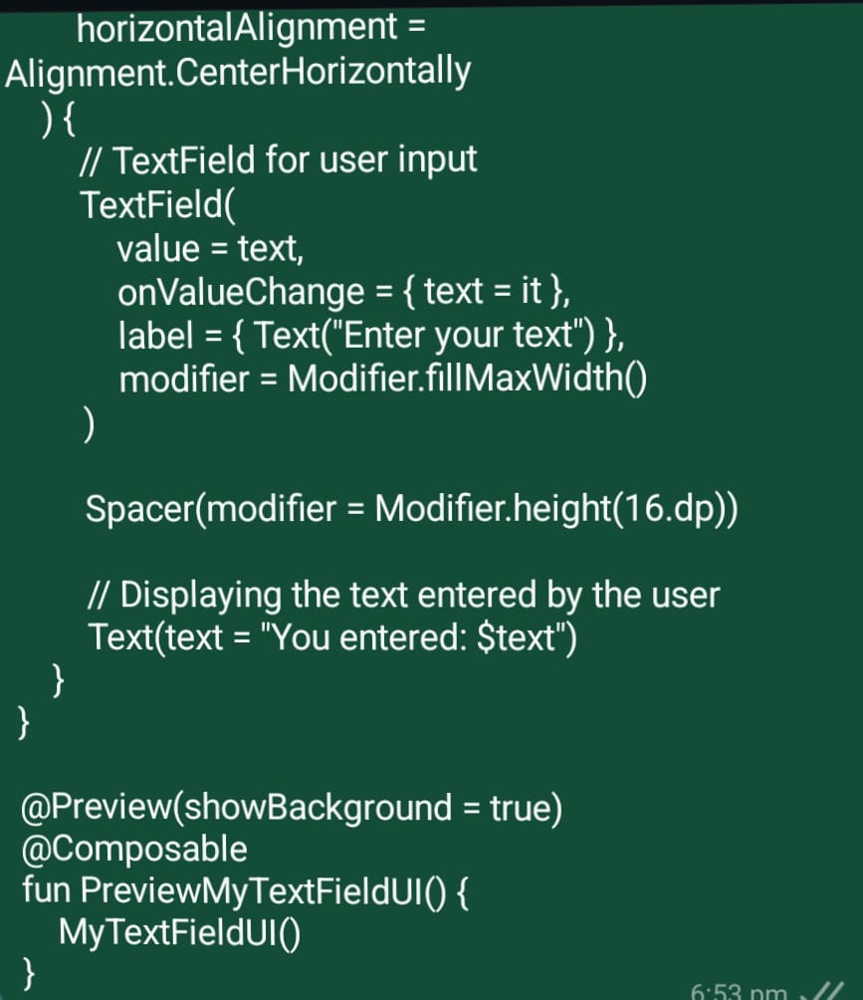 horizontalAlignment =
Alignment.CenterHorizontally
) {
// TextField for user input
TextField(
value = text,
onValueChange = { text = it },
label = { Text("Enter your text") },
modifier = Modifier.fillMaxWidth()
)
Spacer(modifier = Modifier.height(16.dp))
// Displaying the text entered by the user
Text(text = "You entered: $text")
}
}
@Preview(showBackground = true)
@Composable
fun PreviewMyTextFieldUI() {
MyTextFieldUI()
}
6:53 pm